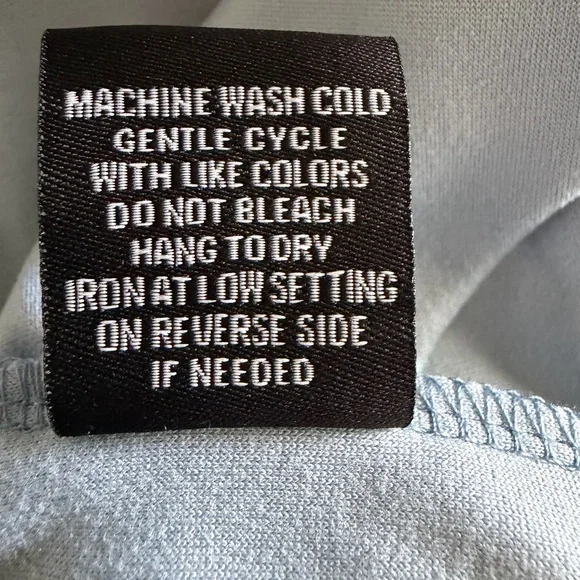 MACHINE WASH COLD
GENTLE CYCLE
WITH LIKE COLORS
DO NOT BLEACH
HANG TO DRY
IRON AT LOW SETTING
ON REVERSE SIDE
IF NEEDED